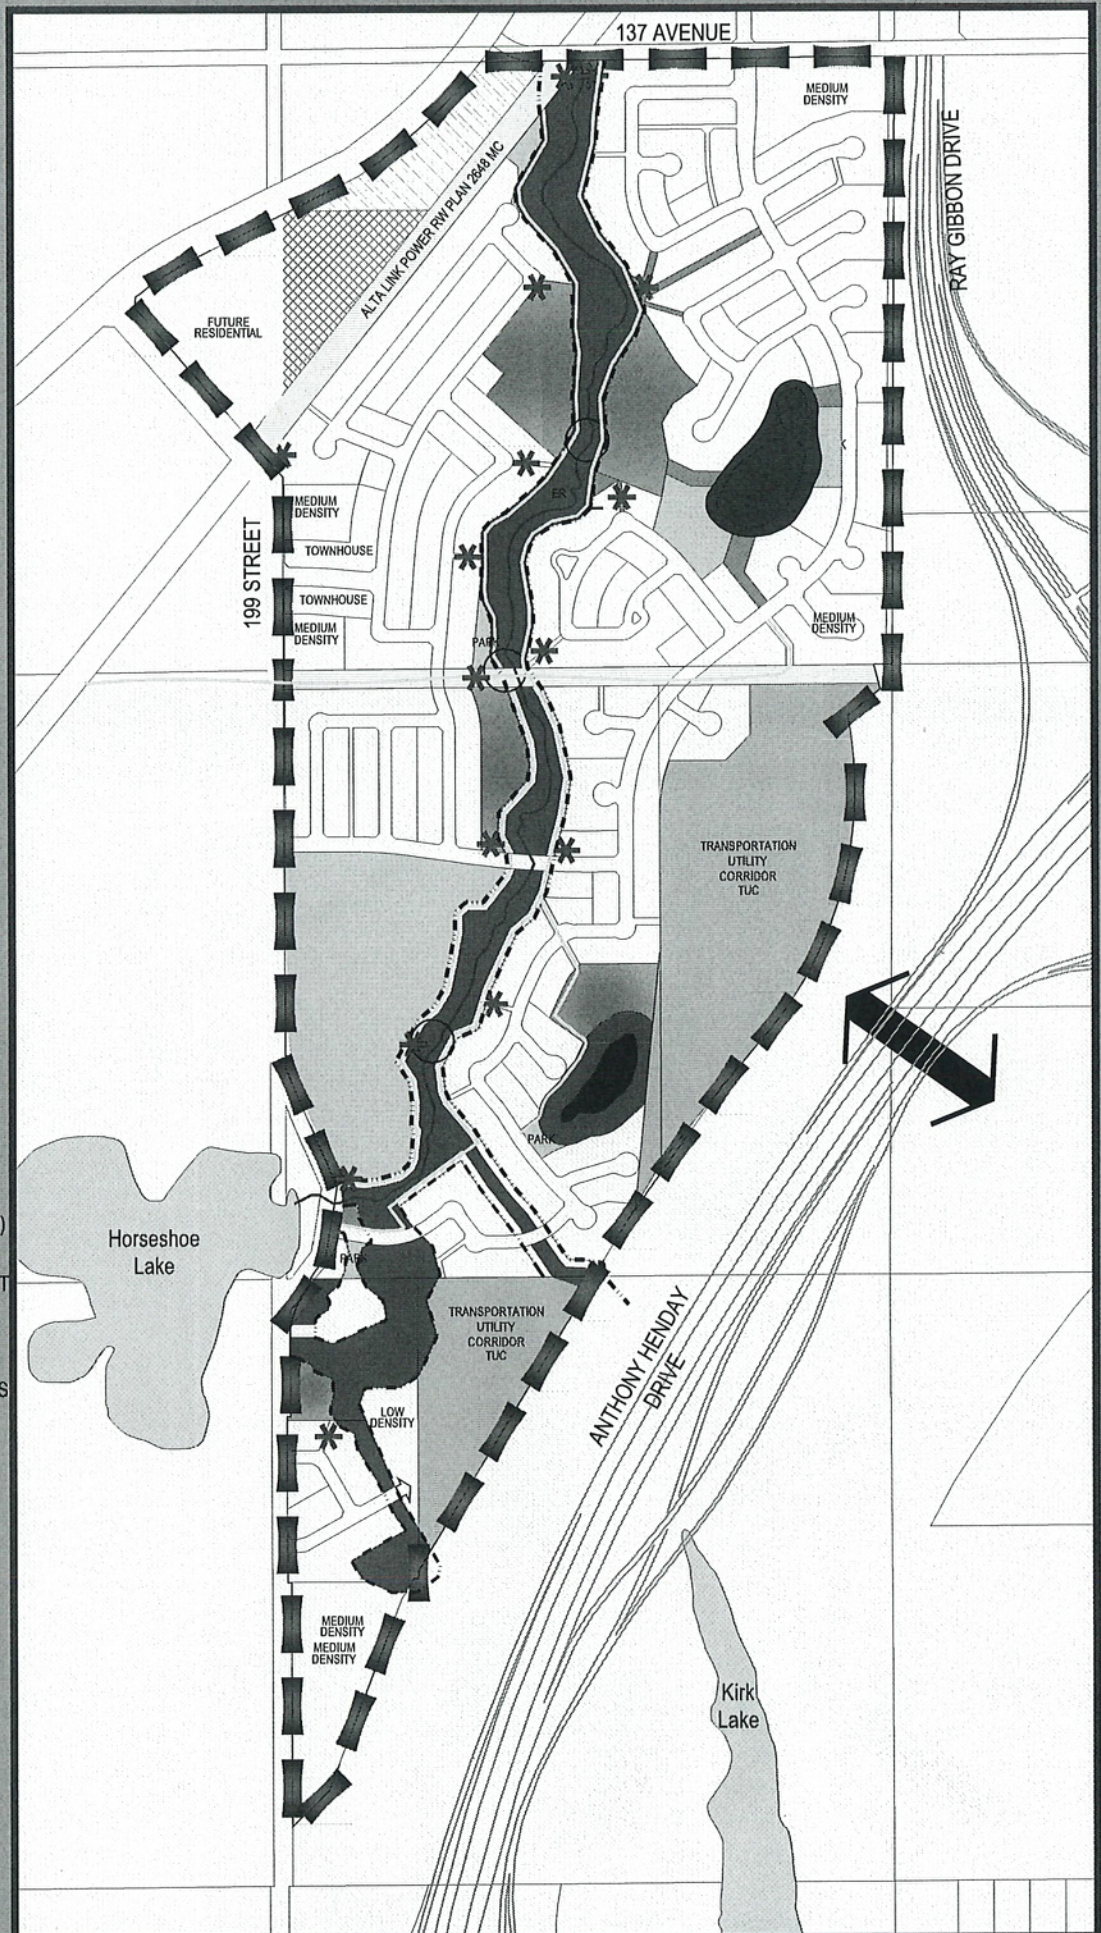 137 AVENUE
MEDIUM
DENSITY
RAY GIBBON DRIVE
ALTA LINK POWER RW PLAN 2648 MC
FUTURE
RESIDENTIAL
ER
MEDIUM
DENSITY
TOWNHOUSE
199 STREET
TOWNHOUSE
MEDIUM
DENSITY
MEDIUM
DENSITY
PARK
TRANSPORTATION
UTILITY
CORRIDOR
TUC
PARK
Horseshoe
Lake
PARK
TRANSPORTATION
UTILITY
CORRIDOR
TUC
ANTHONY HENDAY
DRIVE
LOW
DENSITY
MEDIUM
DENSITY
MEDIUM
DENSITY
Kirk
Lake
)
T
S